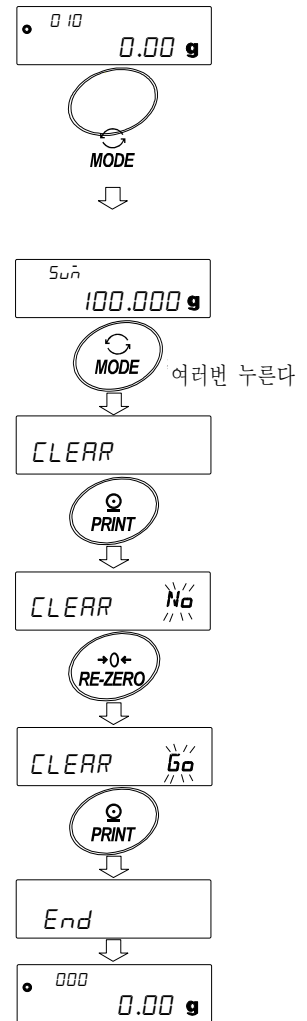 010
0.00 g
MODE
Sum
100.000 g
MODE
여러번 누른다
CLEAR
PRINT
CLEAR No
→0←
RE-ZERO
CLEAR Go
PRINT
End
000
0.00 g